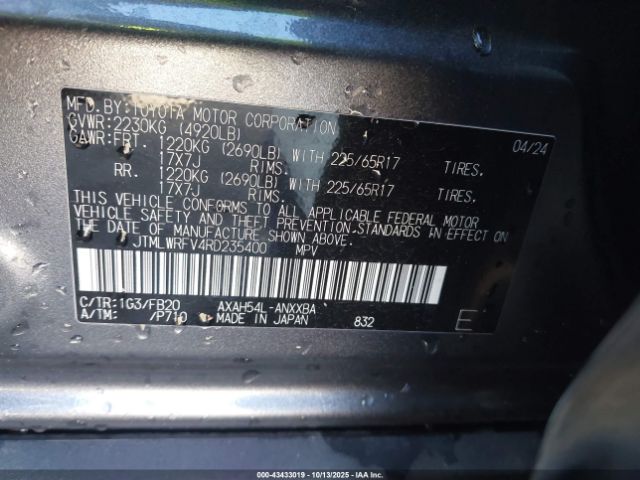 MFD. BY: TOYOTA MOTOR CORPORATION 04/24
GVWR: 2230KG (4920LB)
GAWR: FRT. 1220KG (2690LB) WITH 225/65R17 TIRES.
17X7J RIMS.
RR. 1220KG (2690LB) WITH 225/65R17 TIRES.
17X7J RIMS.
THIS VEHICLE CONFORMS TO ALL APPLICABLE FEDERAL MOTOR
VEHICLE SAFETY AND THEFT PREVENTION STANDARDS IN EFFECT ON
THE DATE OF MANUFACTURE SHOWN ABOVE.
JTMLWRFV4RD235400 MPV
C/TR: 1G3/FB20 AXAH54L-ANXXBA
A/TM: /P710 MADE IN JAPAN 832 E
© 00-43433019 | 10/13/2025 | IAAI.COM